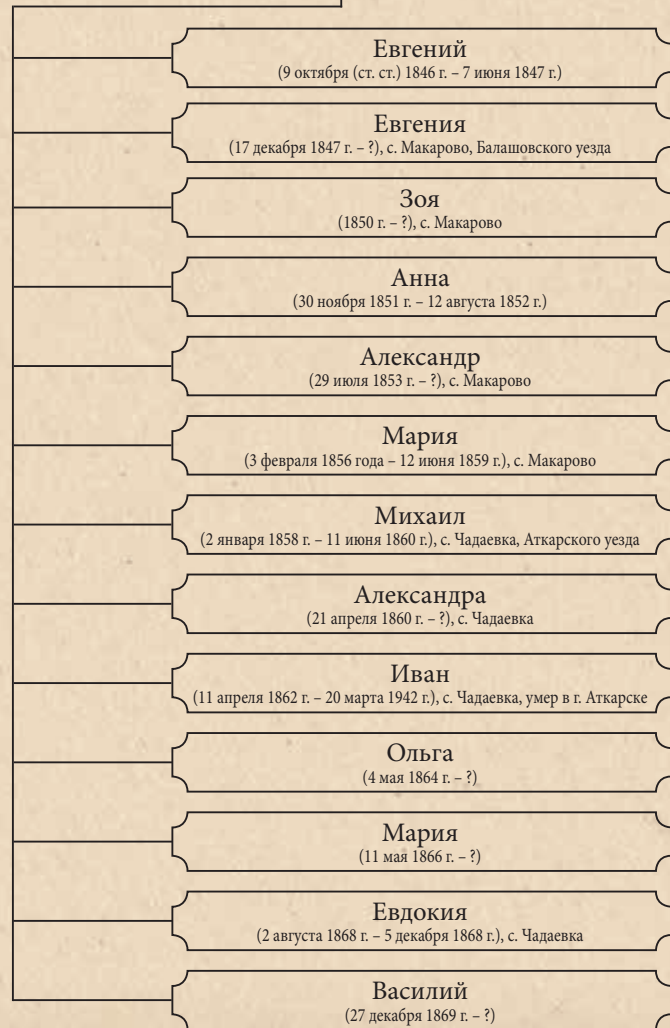 Евгений
(9 октября (ст. ст.) 1846 г. – 7 июня 1847 г.)
Евгения
(17 декабря 1847 г. – ?), с. Макарово, Балашовского уезда
Зоя
(1850 г. – ?), с. Макарово
Анна
(30 ноября 1851 г. – 12 августа 1852 г.)
Александр
(29 июля 1853 г. – ?), с. Макарово
Мария
(3 февраля 1856 года – 12 июня 1859 г.), с. Макарово
Михаил
(2 января 1858 г. – 11 июня 1860 г.), с. Чадаевка, Аткарского уезда
Александра
(21 апреля 1860 г. – ?), с. Чадаевка
Иван
(11 апреля 1862 г. – 20 марта 1942 г.), с. Чадаевка, умер в г. Аткарске
Ольга
(4 мая 1864 г. – ?)
Мария
(11 мая 1866 г. – ?)
Евдокия
(2 августа 1868 г. – 5 декабря 1868 г.), с. Чадаевка
Василий
(27 декабря 1869 г. – ?)